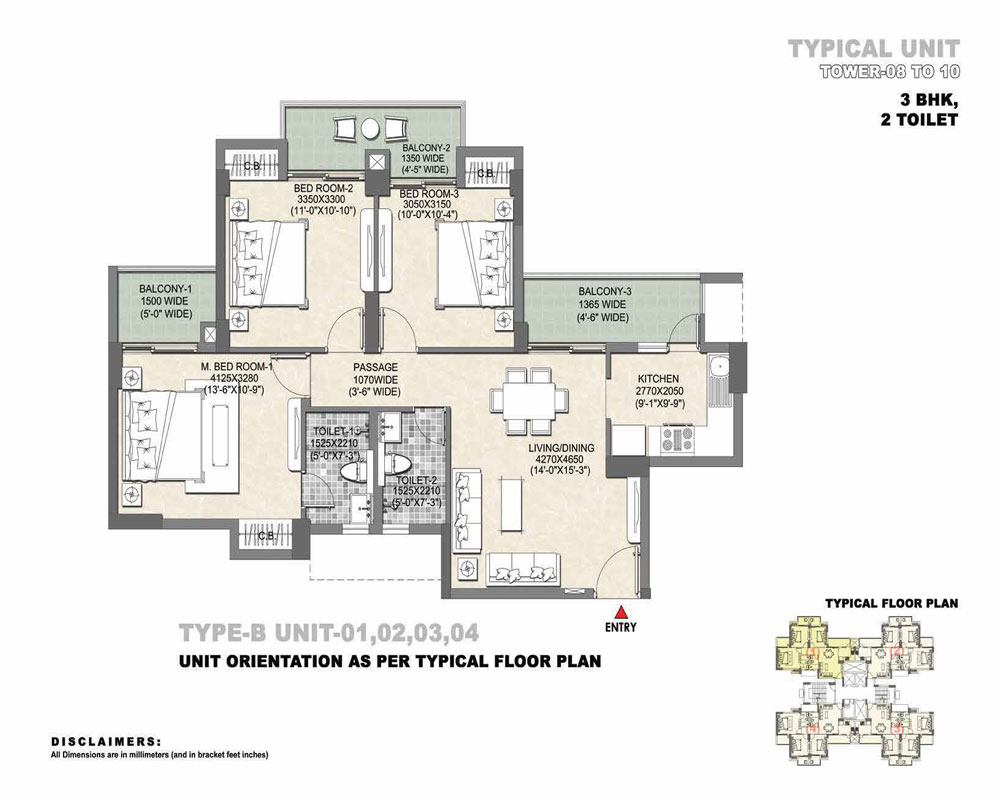 TYPICAL UNIT
TOWER-08 TO 10
3 BHK,
2 TOILET
BALCONY-2
1350 WIDE
(4'-5" WIDE)
C.B.
C.B.
BED ROOM-2
3350X3300
(11'-0"X10'-10")
BED ROOM-3
3050X3150
(10'-0"X10'-4")
BALCONY-1
1500 WIDE
(5'-0" WIDE)
BALCONY-3
1365 WIDE
(4'-6" WIDE)
M. BED ROOM-1
4125X3280
(13'-6"X10'-9")
PASSAGE
1070WIDE
(3'-6" WIDE)
KITCHEN
2770X2050
(9'-1"X9'-9")
TOILET-1
1525X2210
(5'-0"X7'-3")
LIVING/DINING
4270X4650
(14'-0"X15'-3")
TOILET-2
1525X2210
(5'-0"X7'-3")
C.B.
ENTRY
TYPE-B UNIT-01,02,03,04
UNIT ORIENTATION AS PER TYPICAL FLOOR PLAN
TYPICAL FLOOR PLAN
1
2
4
3
DISCLAIMERS:
All Dimensions are in millimeters (and in bracket feet inches)